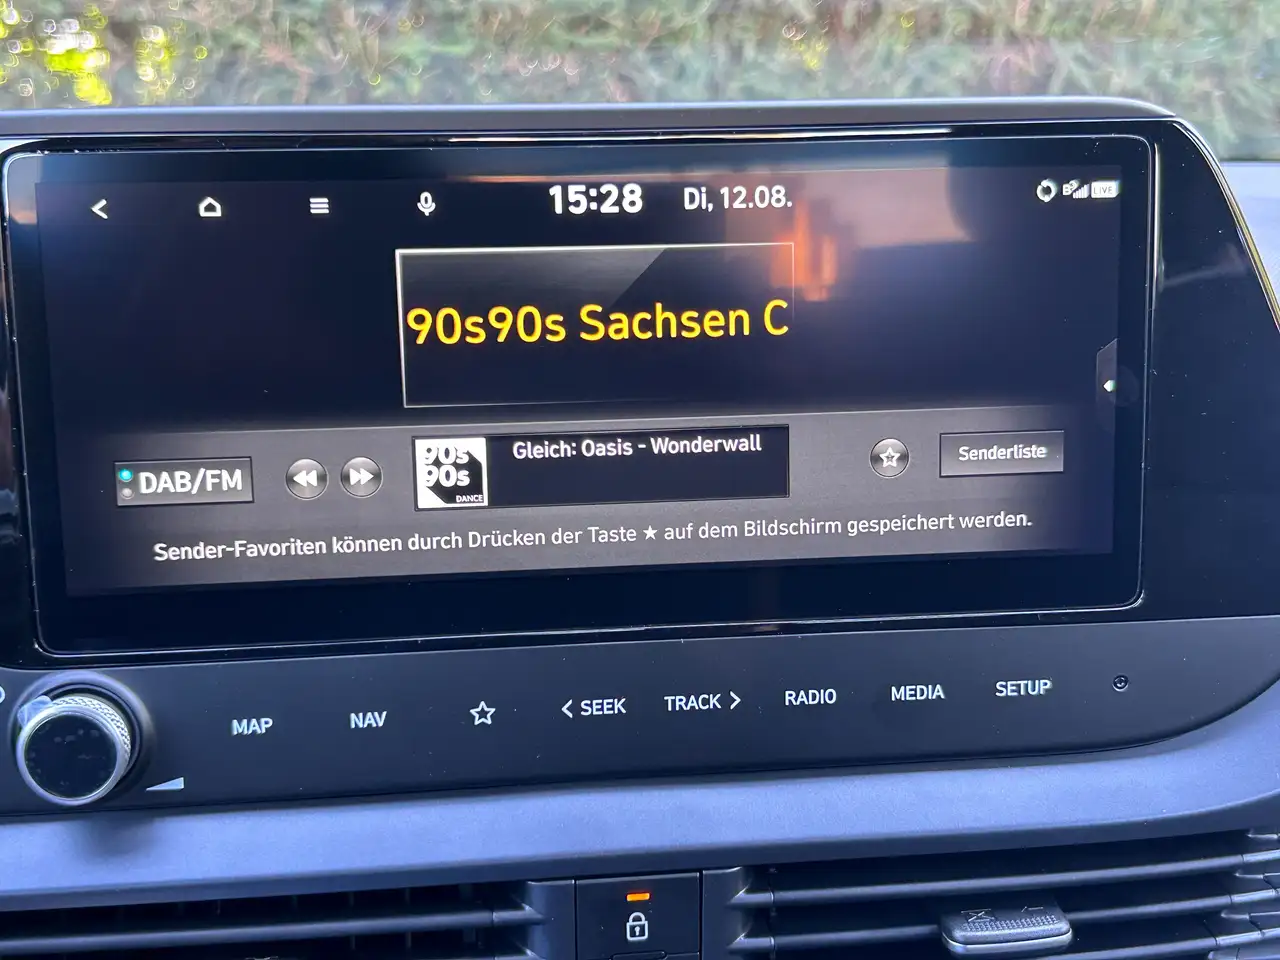 15:28 Di, 12.08. LIVE
90s90s Sachsen C
DAB/FM
90s
90s
DANCE
Gleich: Oasis - Wonderwall
Senderliste
Sender-Favoriten können durch Drücken der Taste ★ auf dem Bildschirm gespeichert werden.
MAP NAV < SEEK TRACK > RADIO MEDIA SETUP